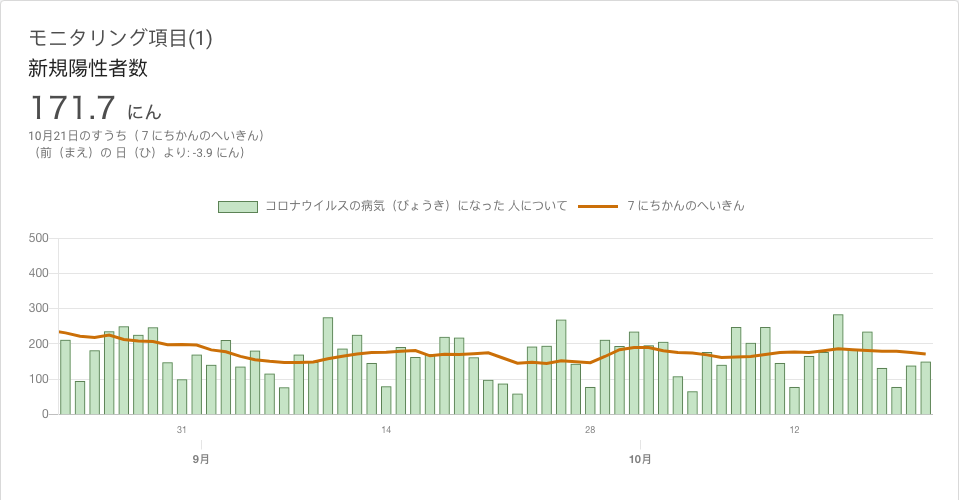 モニタリング項目(1)
新規陽性者数
171.7 にん
10月21日のすうち（７にちかんのへいきん）
（前（まえ）の 日（ひ）より: -3.9 にん）
コロナウイルスの病気（びょうき）になった 人について ７にちかんのへいきん
500
400
300
200
100
0
31 14 28 12
9月 10月